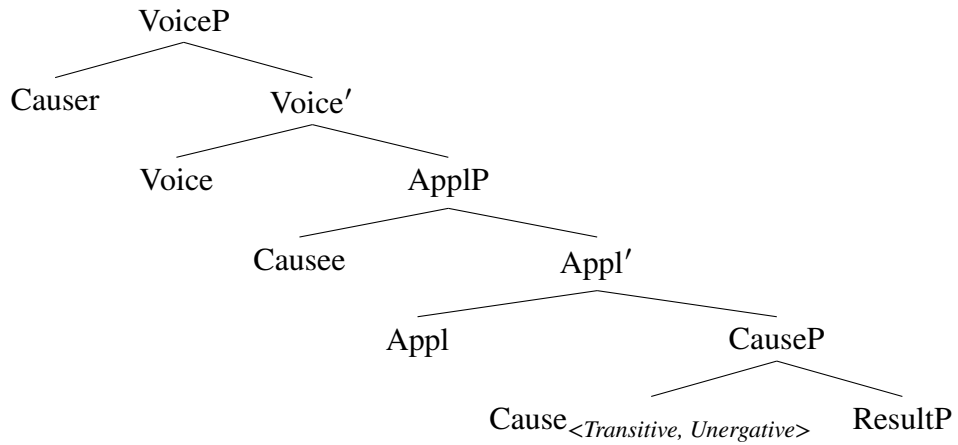 VoiceP
Causer Voice′
Voice ApplP
Causee Appl′
Appl CauseP
Cause<Transitive, Unergative> ResultP